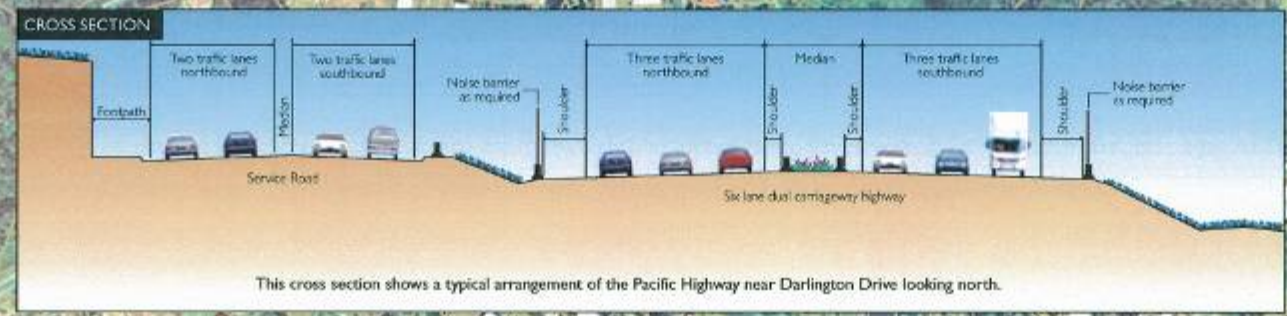 CROSS SECTION
Two traffic lanes
northbound
Two traffic lanes
southbound
Three traffic lanes
northbound
Median
Three traffic lanes
southbound
Noise barrier
as required
Noise barrier
as required
Footpath
Median
Shoulder
Shoulder
Shoulder
Shoulder
Service Road
Six lane dual carriageway highway
This cross section shows a typical arrangement of the Pacific Highway near Darlington Drive looking north.